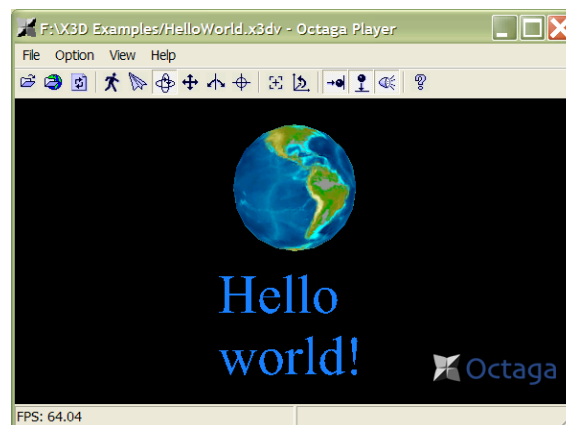 F:\X3D Examples/HelloWorld.x3dv - Octaga Player
File Option View Help
Hello
world!
Octaga
FPS: 64.04